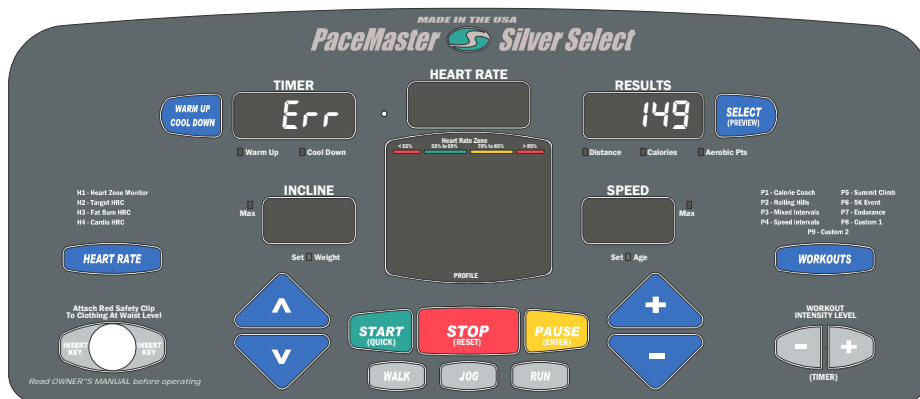 MADE IN THE USA
PaceMaster Silver Select
TIMER
HEART RATE
RESULTS
WARM UP
COOL DOWN
Err
149
SELECT
(PREVIEW)
Warm Up Cool Down
Distance Calories Aerobic Pts
Heart Rate Zone
< 55% 55% to 69% 70% to 85% > 85%
H1 - Heart Zone Monitor
H2 - Target HRC
H3 - Fat Burn HRC
H4 - Cardio HRC
HEART RATE
INCLINE
Max
Set Weight
PROFILE
SPEED
Max
Set Age
P1 - Calorie Coach P5 - Summit Climb
P2 - Rolling Hills P6 - 5K Event
P3 - Mixed Intervals P7 - Endurance
P4 - Speed Intervals P8 - Custom 1
P9 - Custom 2
WORKOUTS
Attach Red Safety Clip
To Clothing At Waist Level
INSERT
KEY
INSERT
KEY
Read OWNER"S MANUAL before operating
START
(QUICK)
STOP
(RESET)
PAUSE
(ENTER)
WALK
JOG
RUN
WORKOUT
INTENSITY LEVEL
(TIMER)